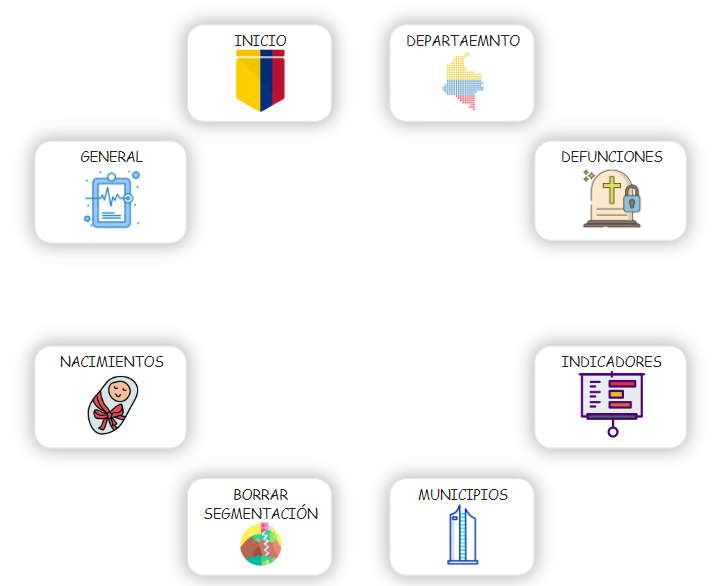 INICIO
DEPARTAEMNTO
GENERAL
DEFUNCIONES
NACIMIENTOS
INDICADORES
BORRAR
SEGMENTACIÓN
MUNICIPIOS